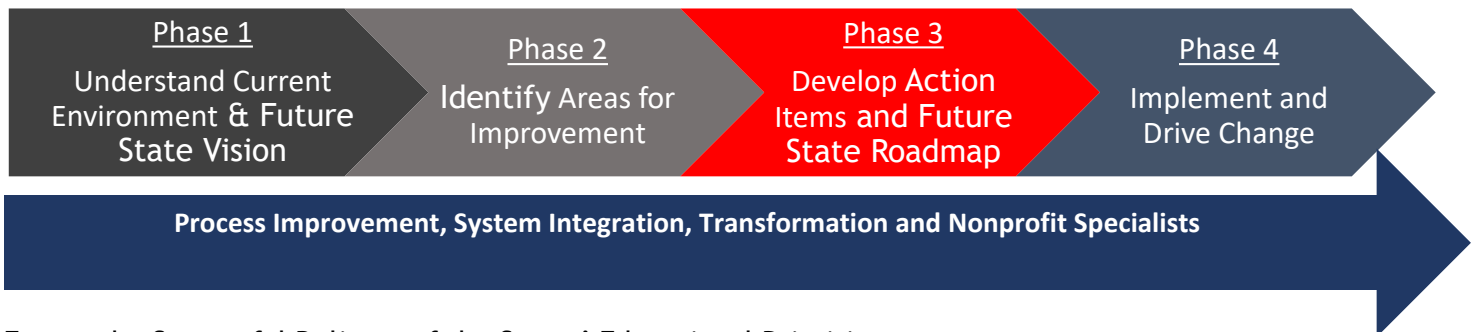 Phase 1
Understand Current
Environment & Future
State Vision
Phase 2
Identify Areas for
Improvement
Phase 3
Develop Action
Items and Future
State Roadmap
Phase 4
Implement and
Drive Change
Process Improvement, System Integration, Transformation and Nonprofit Specialists